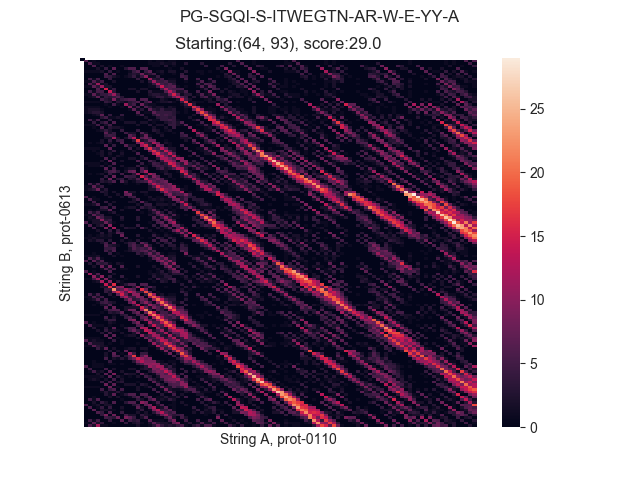 PG-SGQI-S-ITWEGTN-AR-W-E-YY-A
Starting:(64, 93), score:29.0
25
20
15
10
5
0
String B, prot-0613
String A, prot-0110